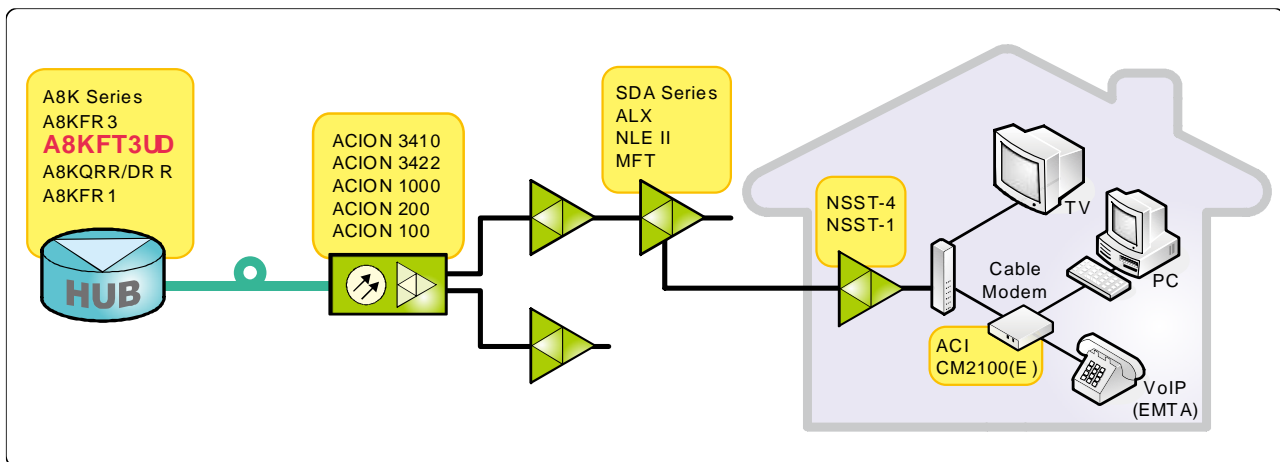 A8K Series
A8KFR3
A8KFT3UD
A8KQRR/DRR
A8KFR1
HUB
ACION 3410
ACION 3422
ACION 1000
ACION 200
ACION 100
SDA Series
ALX
NLE II
MFT
NSST-4
NSST-1
TV
PC
Cable
Modem
ACI
CM2100(E)
VoIP
(EMTA)